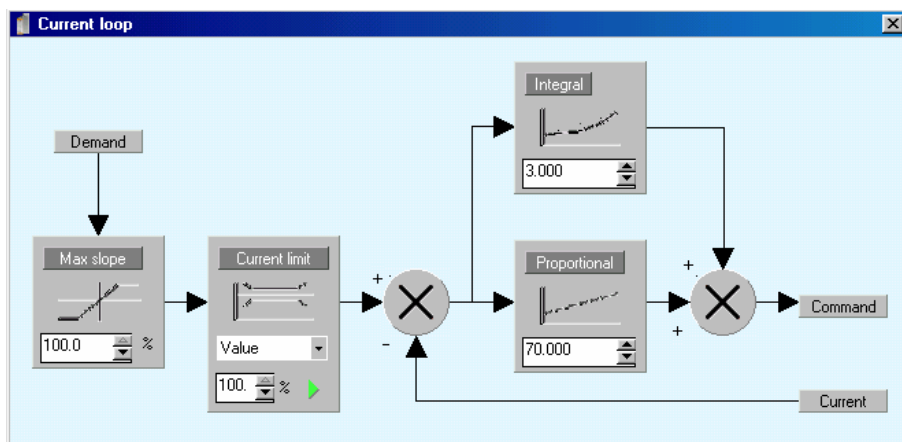 Current loop
Integral
3.000
Demand
Max slope
100.0 %
Current limit
Value
100. %
+
-
Proportional
70.000
+
+
Command
Current